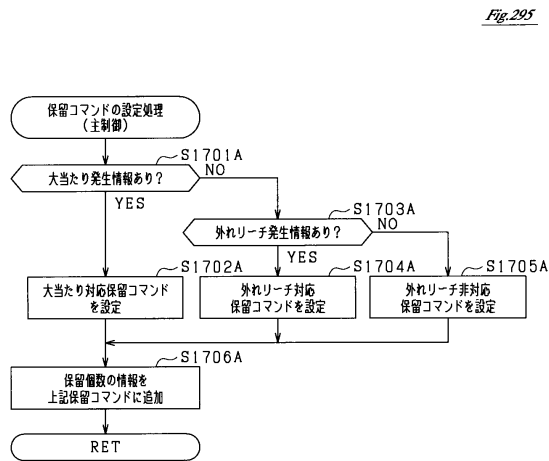 Fig.295
保留コマンドの設定処理
(主制御)
S1701A
大当たり発生情報あり?
NO
YES
S1703A
外れリーチ発生情報あり?
NO
YES
S1702A
大当たり対応保留コマンド
を設定
S1704A
外れリーチ対応
保留コマンドを設定
S1705A
外れリーチ非対応
保留コマンドを設定
S1706A
保留個数の情報を
上記保留コマンドに追加
RET